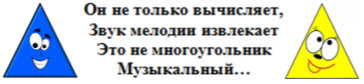 Он не только вычисляет,
Звук мелодии извлекает
Это не многоугольник
Музыкальный...